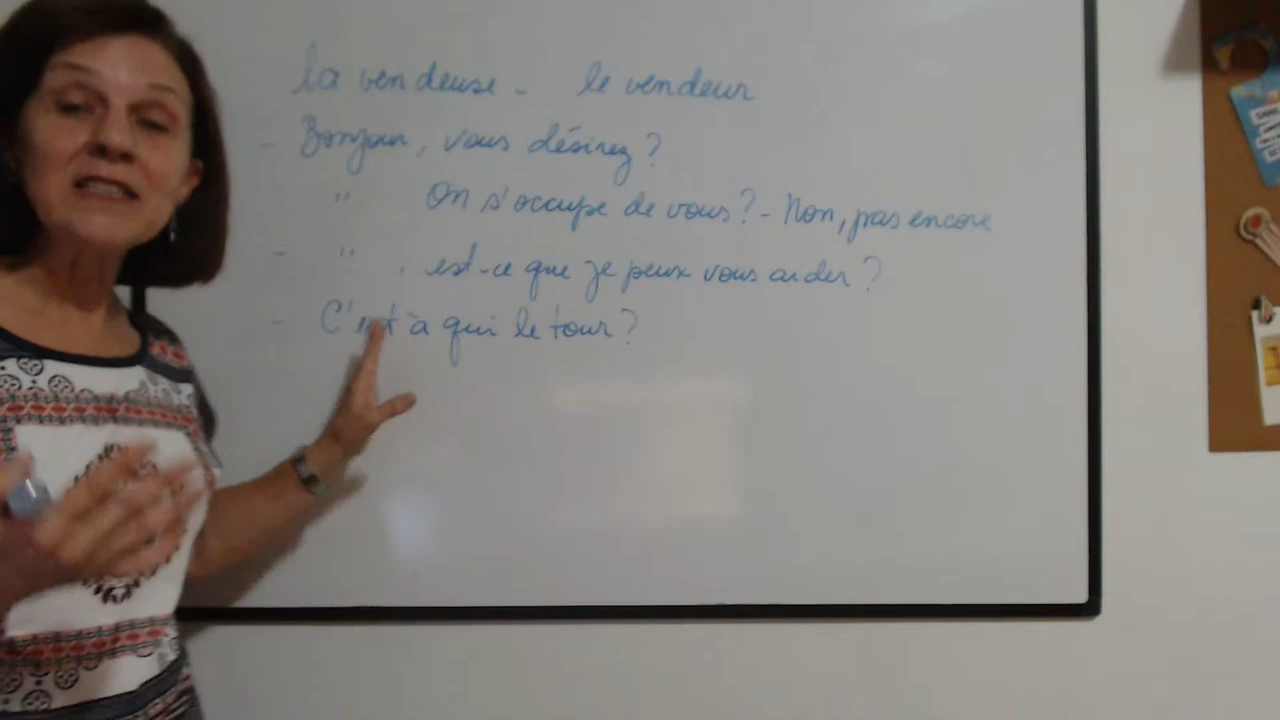 la vendeuse - le vendeur
- Bonjour, vous désirez ?
" On s'occupe de vous ? - Non, pas encore
- " . est-ce que je peux vous aider ?
- C'est à qui le tour ?